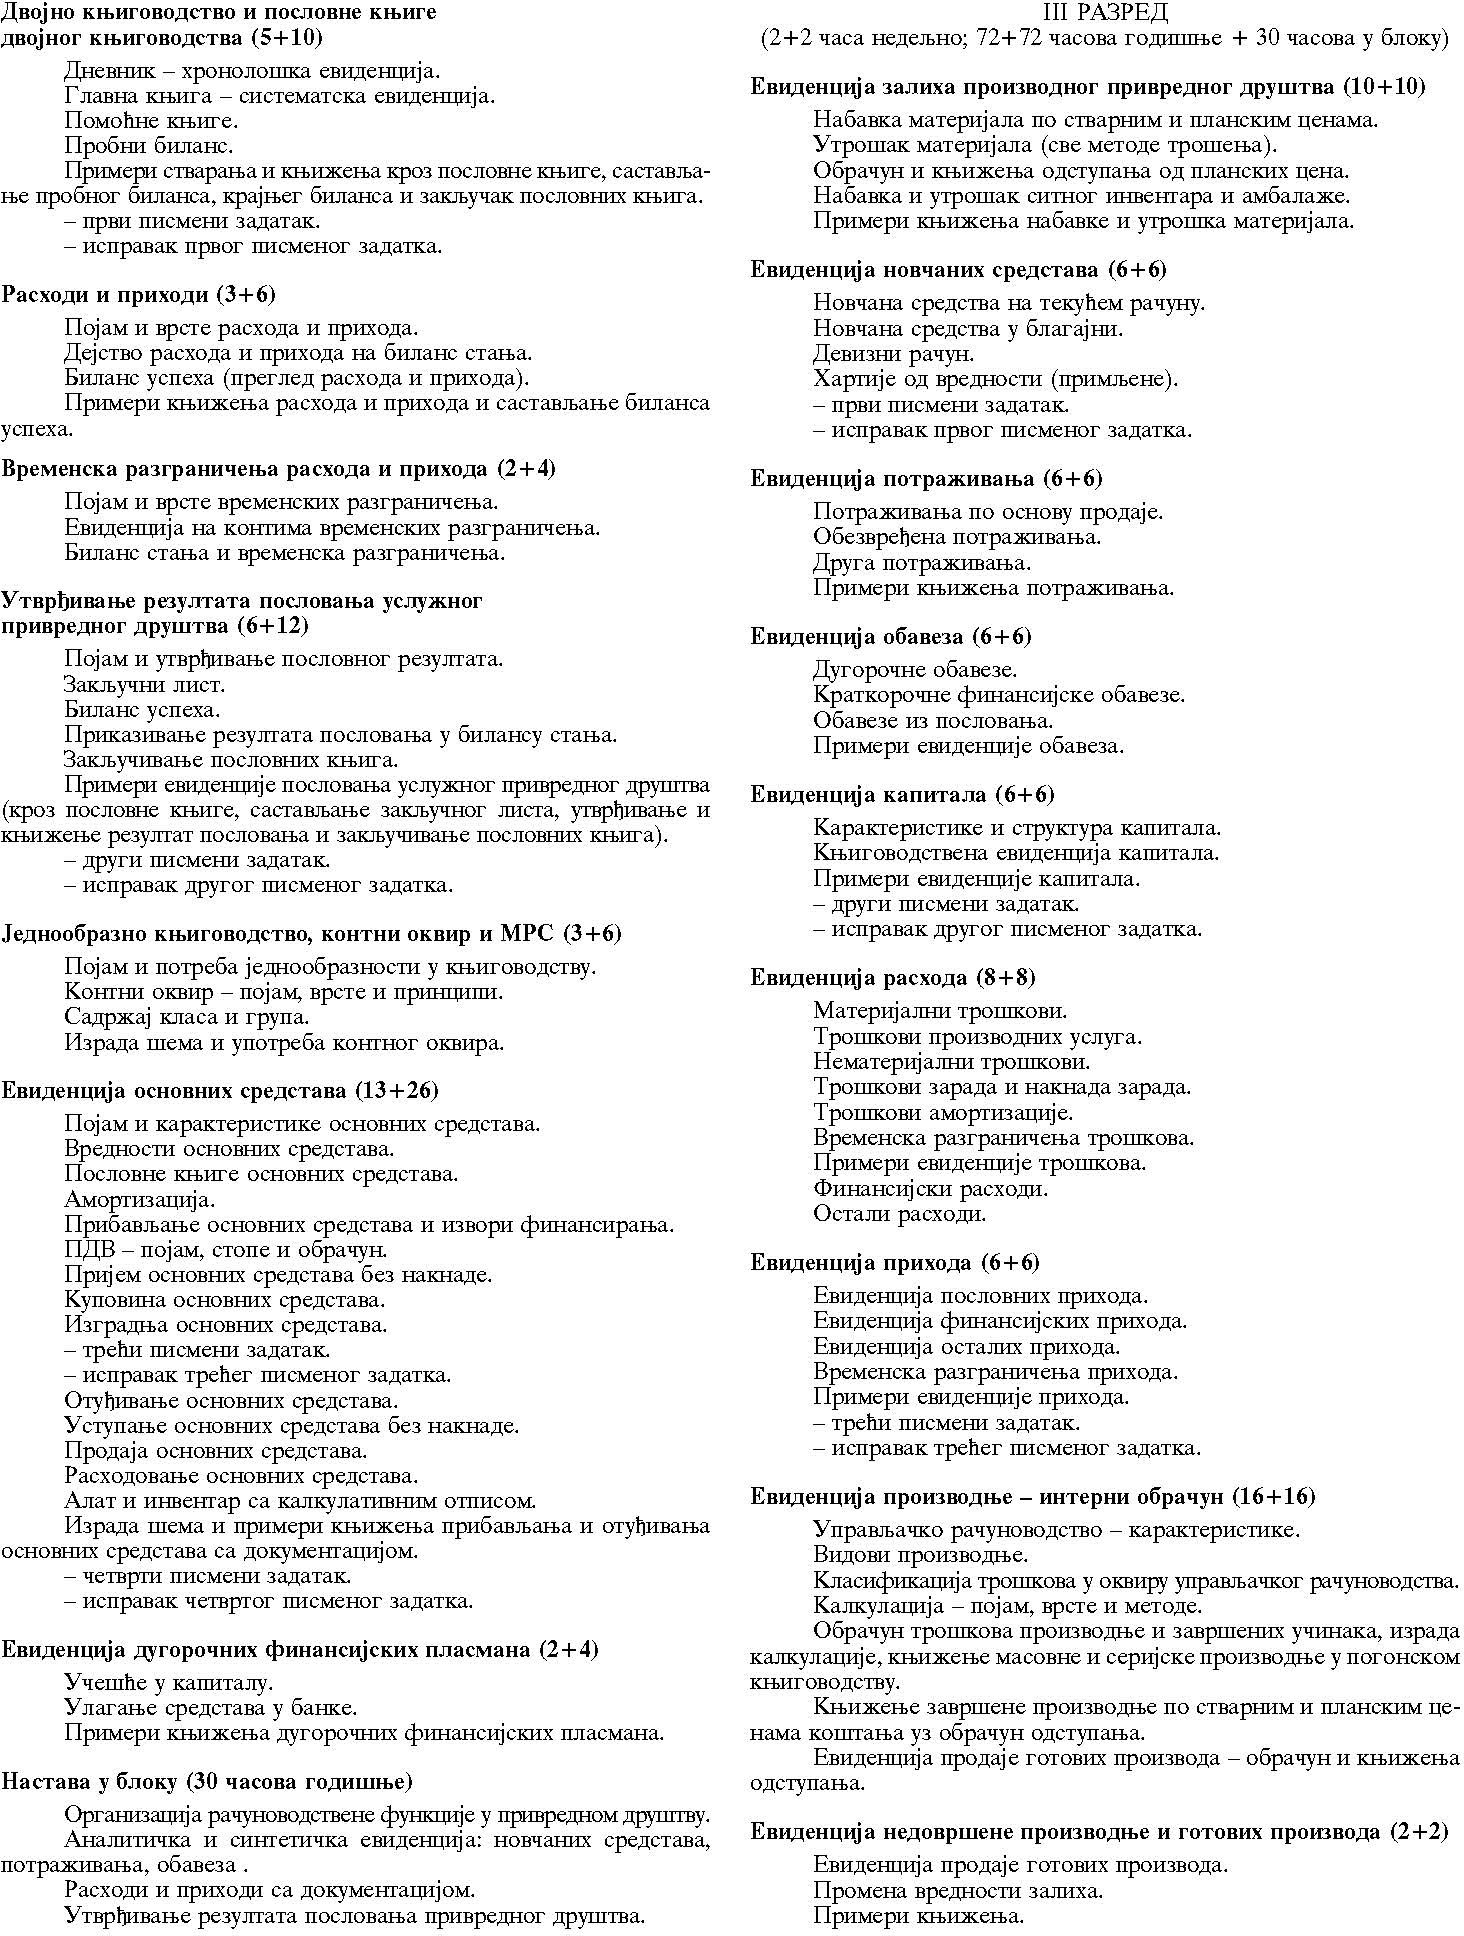 Двојно књиговодство и пословне књиге
двојног књиговодства (5+10)
Дневник – хронолошка евиденција.
Главна књига – систематска евиденција.
Помоћне књиге.
Пробни биланс.
Примери стварања и књижења кроз пословне књиге, саставља-
ње пробног биланса, крајњег биланса и закључак пословних књига.
– први писмени задатак.
– исправак првог писменог задатка.
Расходи и приходи (3+6)
Појам и врсте расхода и прихода.
Дејство расхода и прихода на биланс стања.
Биланс успеха (преглед расхода и прихода).
Примери књижења расхода и прихода и састављање биланса
успеха.
Временска разграничења расхода и прихода (2+4)
Појам и врсте временских разграничења.
Евиденција на контима временских разграничења.
Биланс стања и временска разграничења.
Утврђивање резултата пословања услужног
привредног друштва (6+12)
Појам и утврђивање пословног резултата.
Закључни лист.
Биланс успеха.
Приказивање резултата пословања у билансу стања.
Закључивање пословних књига.
Примери евиденције пословања услужног привредног друштва
(кроз пословне књиге, састављање закључног листа, утврђивање и
књижење резултат пословања и закључивање пословних књига).
– други писмени задатак.
– исправак другог писменог задатка.
Једнообразно књиговодство, контни оквир и МРС (3+6)
Појам и потреба једнообразности у књиговодству.
Контни оквир – појам, врсте и принципи.
Садржај класа и група.
Израда шема и употреба контног оквира.
Евиденција основних средстава (13+26)
Појам и карактеристике основних средстава.
Вредности основних средстава.
Пословне књиге основних средстава.
Амортизација.
Прибављање основних средстава и извори финансирања.
ПДВ – појам, стопе и обрачун.
Пријем основних средстава без накнаде.
Куповина основних средстава.
Изградња основних средстава.
– трећи писмени задатак.
– исправак трећег писменог задатка.
Отуђивање основних средстава.
Уступање основних средстава без накнаде.
Продаја основних средстава.
Расходовање основних средстава.
Алат и инвентар са калкулативним отписом.
Израда шема и примери књижења прибављања и отуђивања
основних средстава са документацијом.
– четврти писмени задатак.
– исправак четвртог писменог задатка.
Евиденција дугорочних финансијских пласмана (2+4)
Учешће у капиталу.
Улагање средстава у банке.
Примери књижења дугорочних финансијских пласмана.
Настава у блоку (30 часова годишње)
Организација рачуноводствене функције у привредном друштву.
Аналитичка и синтетичка евиденција: новчаних средстава,
потраживања, обавеза .
Расходи и приходи са документацијом.
Утврђивање резултата пословања привредног друштва.
III РАЗРЕД
(2+2 часа недељно; 72+72 часова годишње + 30 часова у блоку)
Евиденција залиха производног привредног друштва (10+10)
Набавка материјала по стварним и планским ценама.
Утрошак материјала (све методе трошења).
Обрачун и књижења одступања од планских цена.
Набавка и утрошак ситног инвентара и амбалаже.
Примери књижења набавке и утрошка материјала.
Евиденција новчаних средстава (6+6)
Новчана средства на текућем рачуну.
Новчана средства у благајни.
Девизни рачун.
Хартије од вредности (примљене).
– први писмени задатак.
– исправак првог писменог задатка.
Евиденција потраживања (6+6)
Потраживања по основу продаје.
Обезвређена потраживања.
Друга потраживања.
Примери књижења потраживања.
Евиденција обавеза (6+6)
Дугорочне обавезе.
Краткорочне финансијске обавезе.
Обавезе из пословања.
Примери евиденције обавеза.
Евиденција капитала (6+6)
Карактеристике и структура капитала.
Књиговодствена евиденција капитала.
Примери евиденције капитала.
– други писмени задатак.
– исправак другог писменог задатка.
Евиденција расхода (8+8)
Материјални трошкови.
Трошкови производних услуга.
Нематеријални трошкови.
Трошкови зарада и накнада зарада.
Трошкови амортизације.
Временска разграничења трошкова.
Примери евиденције трошкова.
Финансијски расходи.
Остали расходи.
Евиденција прихода (6+6)
Евиденција пословних прихода.
Евиденција финансијских прихода.
Евиденција осталих прихода.
Временска разграничења прихода.
Примери евиденције прихода.
– трећи писмени задатак.
– исправак трећег писменог задатка.
Евиденција производње – интерни обрачун (16+16)
Управљачко рачуноводство – карактеристике.
Видови производње.
Класификација трошкова у оквиру управљачког рачуноводства.
Калкулација – појам, врсте и методе.
Обрачун трошкова производње и завршених учинака, израда
калкулације, књижење масовне и серијске производње у погонском
књиговодству.
Књижење завршене производње по стварним и планским це-
нама коштања уз обрачун одступања.
Евиденција продаје готових производа – обрачун и књижења
одступања.
Евиденција недовршене производње и готових производа (2+2)
Евиденција продаје готових производа.
Промена вредности залиха.
Примери књижења.